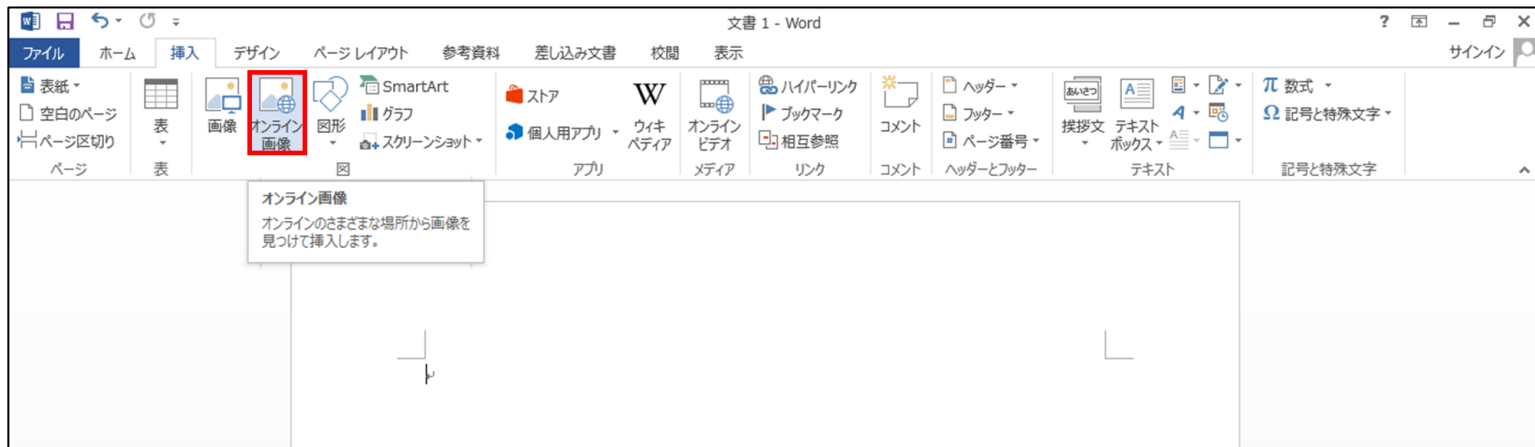 文書 1 - Word
ファイル ホーム 挿入 デザイン ページ レイアウト 参考資料 差し込み文書 校閲 表示 サインイン
表紙
空白のページ
ページ区切り
ページ
表
表
画像
オンライン
画像
図形
SmartArt
グラフ
スクリーンショット
図
ストア
個人用アプリ
W
ウィキ
ペディア
アプリ
オンライン
ビデオ
メディア
ハイパーリンク
ブックマーク
相互参照
リンク
コメント
コメント
ヘッダー
フッター
ページ番号
ヘッダーとフッター
あいさつ
挨拶文
A
テキスト
ボックス
テキスト
π 数式
Ω 記号と特殊文字
記号と特殊文字
オンライン画像
オンラインのさまざまな場所から画像を
見つけて挿入します。